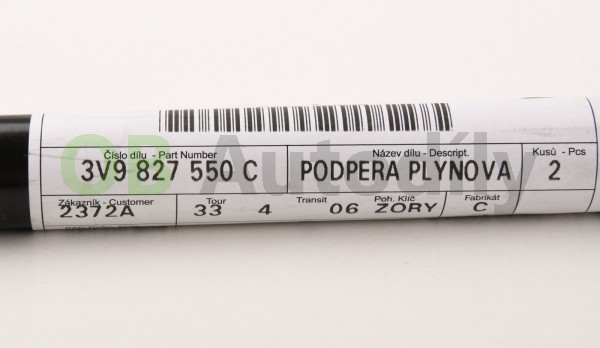 Číslo dílu - Part Number Název dílu - Descript. Kusů - Pcs
3V9 827 550 C PODPERA PLYNOVA 2
Zákazník - Customer Tour Transit Poh. Klíč Fabrikát
2372A 33 4 06 ZORY C
CB Autodíly